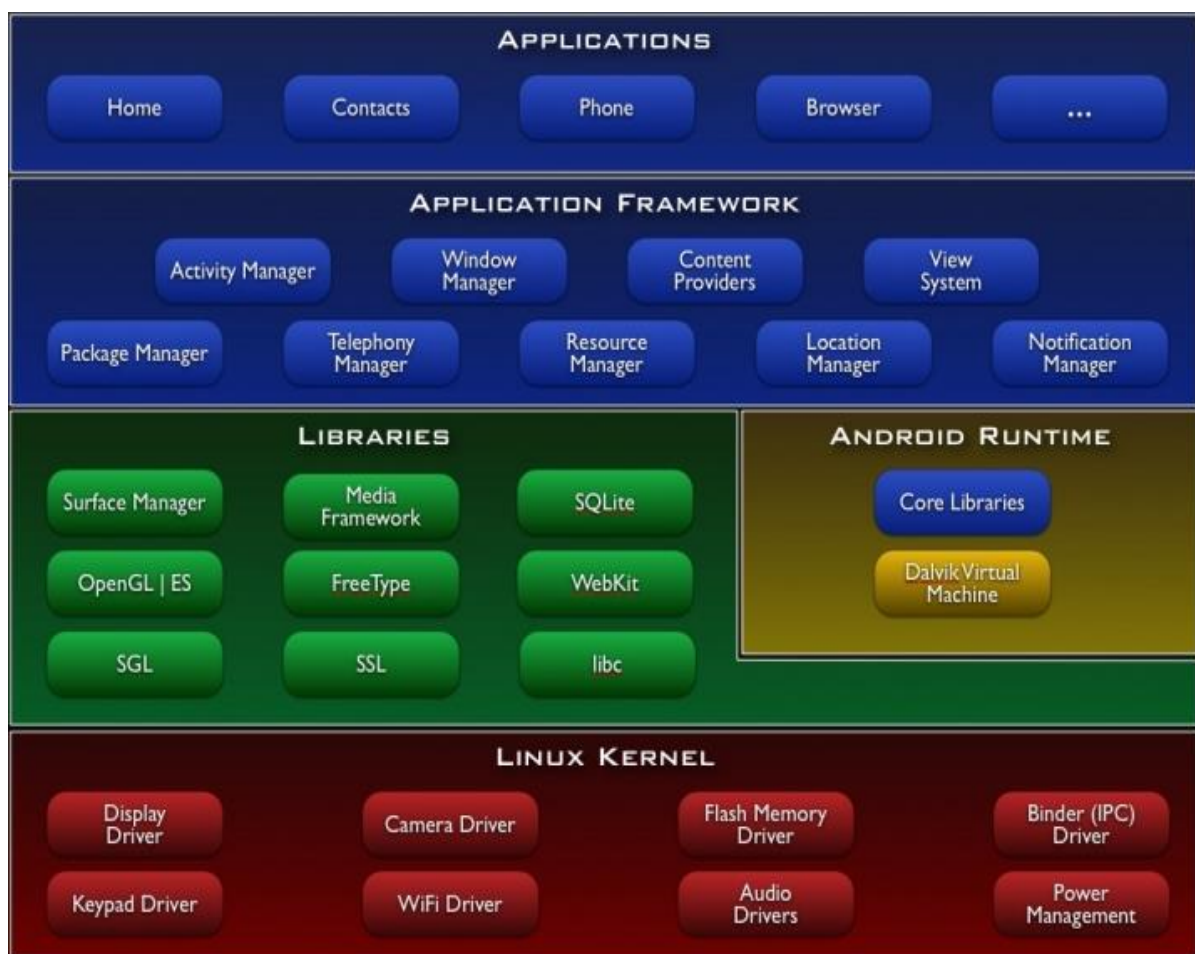 APPLICATIONS
Home
Contacts
Phone
Browser
...
APPLICATION FRAMEWORK
Activity Manager
Window
Manager
Content
Providers
View
System
Package Manager
Telephony
Manager
Resource
Manager
Location
Manager
Notification
Manager
LIBRARIES
Surface Manager
Media
Framework
SQLite
OpenGL | ES
FreeType
WebKit
SGL
SSL
libc
ANDROID RUNTIME
Core Libraries
Dalvik Virtual
Machine
LINUX KERNEL
Display
Driver
Camera Driver
Flash Memory
Driver
Binder (IPC)
Driver
Keypad Driver
WiFi Driver
Audio
Drivers
Power
Management